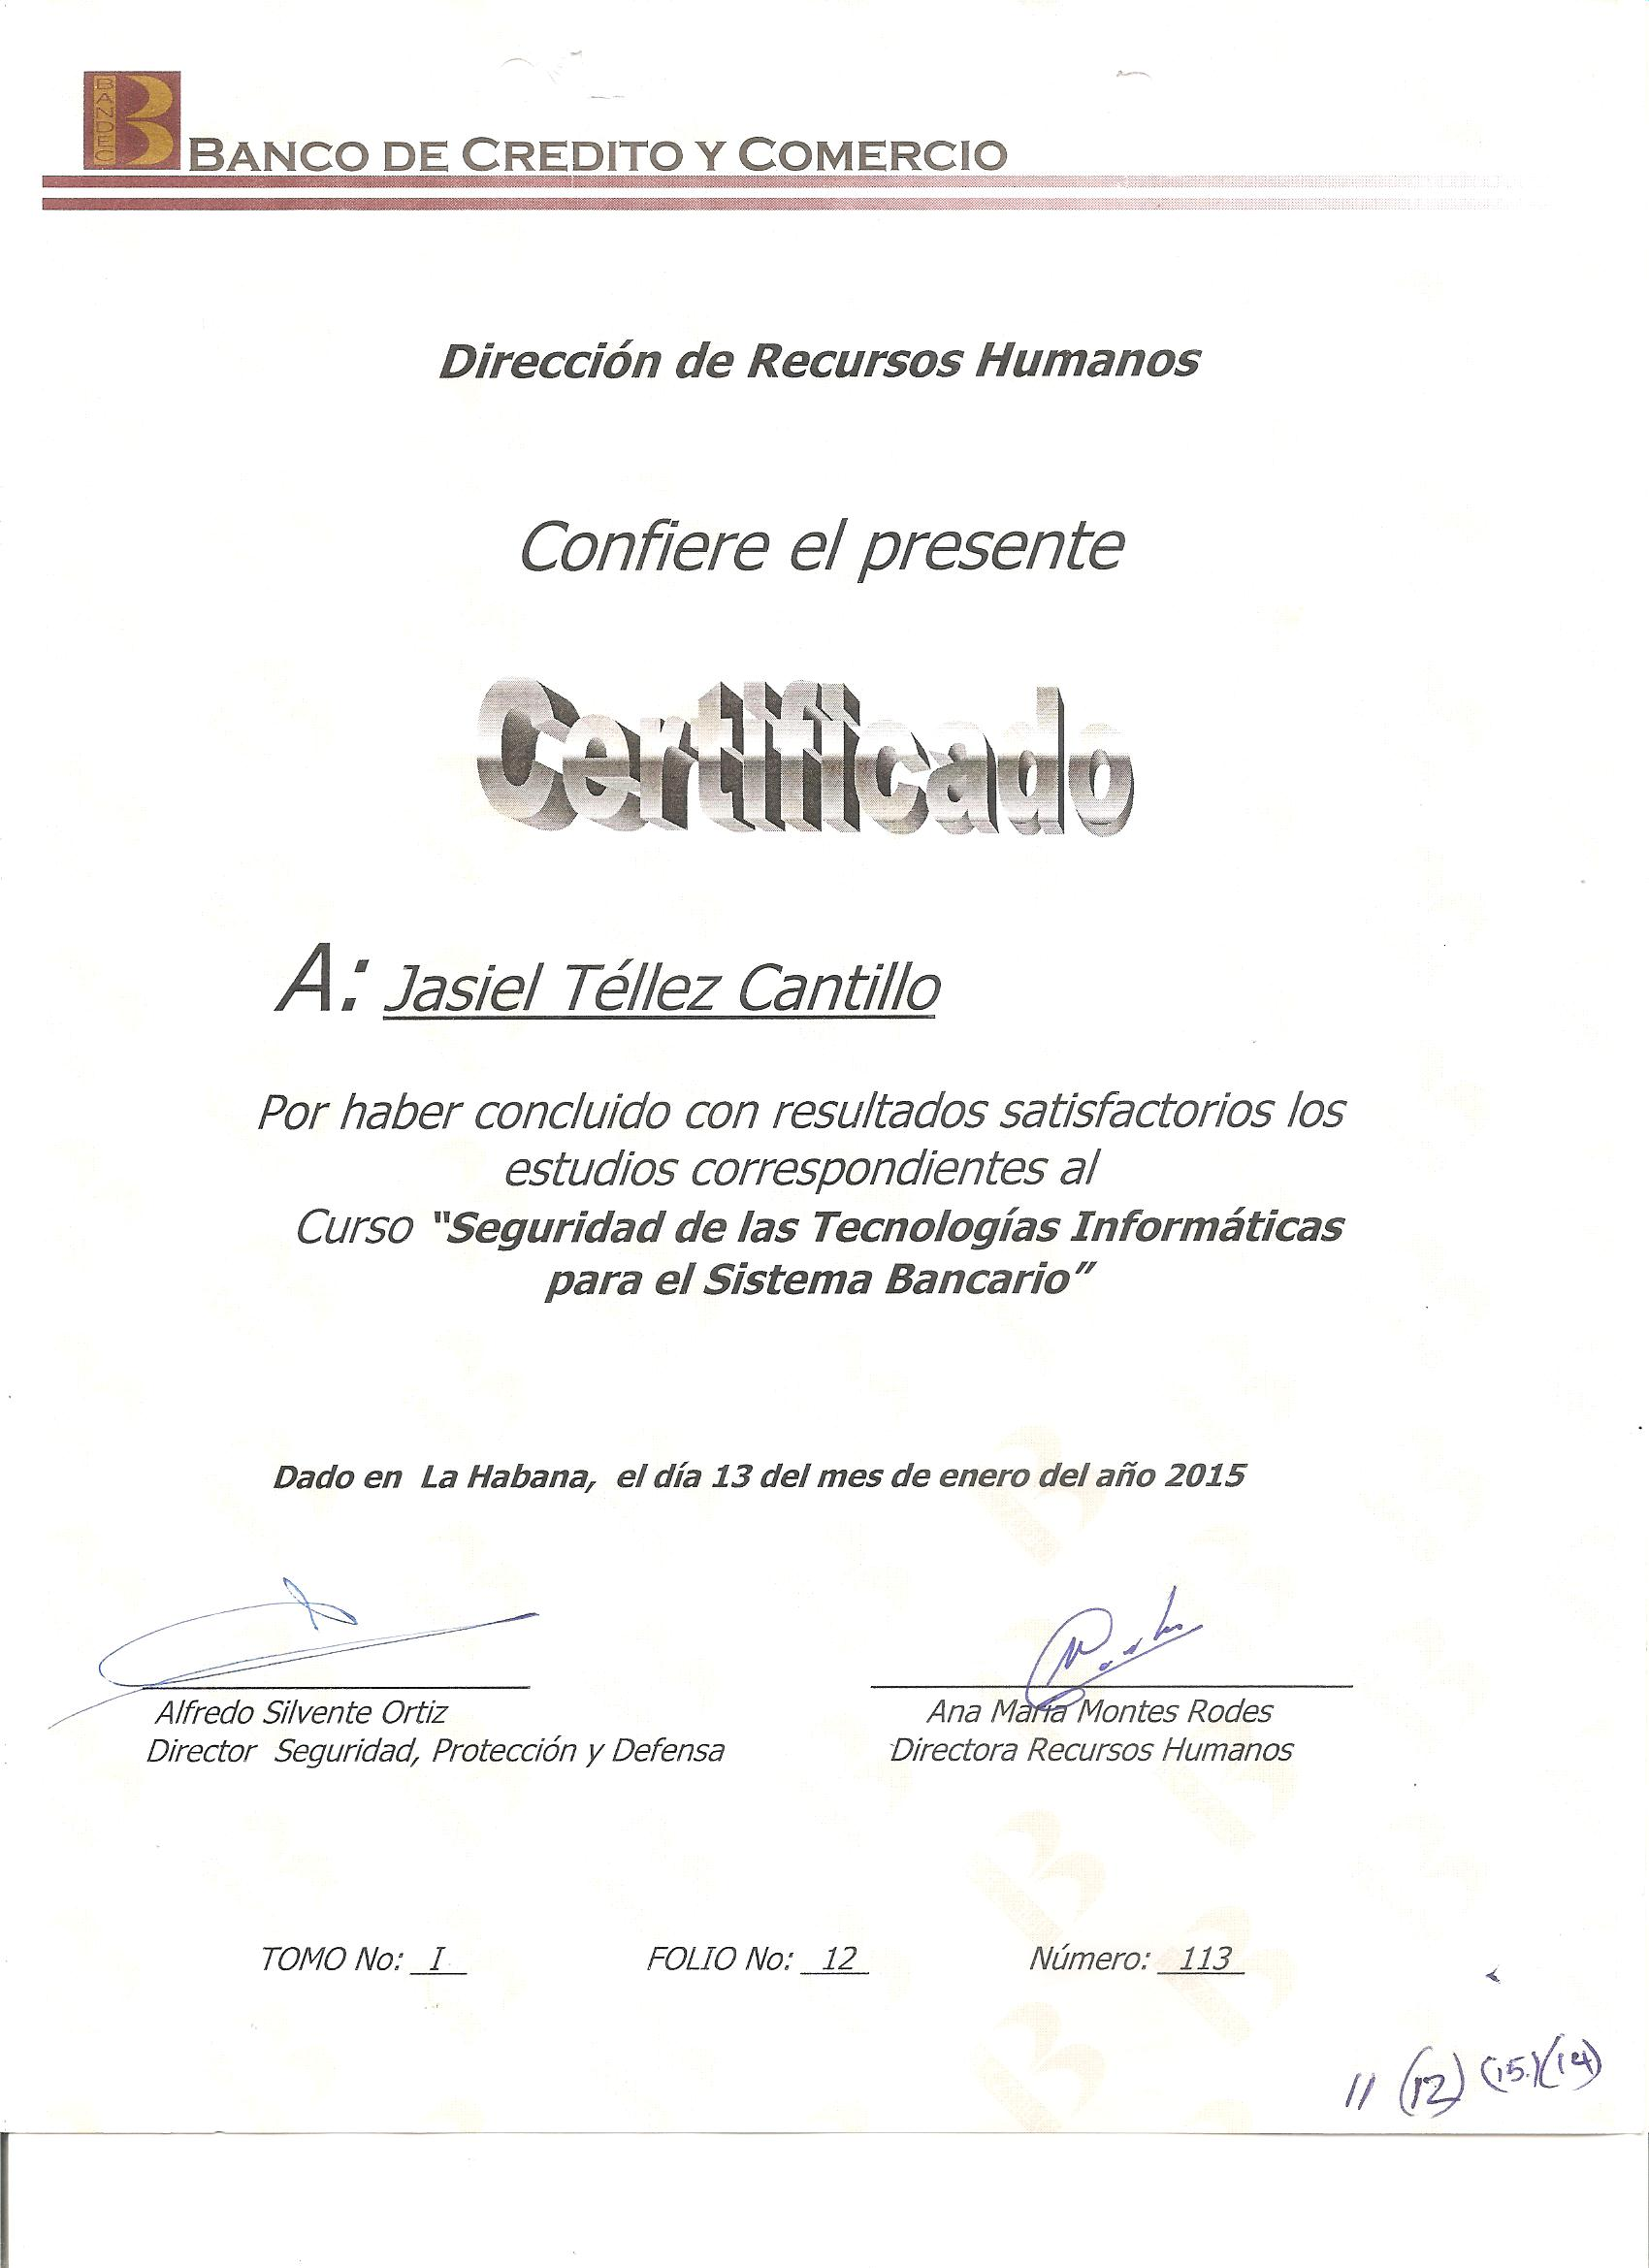 BANDEC
BANCO DE CREDITO Y COMERCIO
Dirección de Recursos Humanos
Confiere el presente
Certificado
A: Jasiel Téllez Cantillo
Por haber concluido con resultados satisfactorios los
estudios correspondientes al
Curso “Seguridad de las Tecnologías Informáticas
para el Sistema Bancario”
Dado en La Habana, el día 13 del mes de enero del año 2015
Alfredo Silvente Ortiz
Director Seguridad, Protección y Defensa
Ana María Montes Rodes
Directora Recursos Humanos
TOMO No: I FOLIO No: 12 Número: 113
11 (12) (15.) (14)